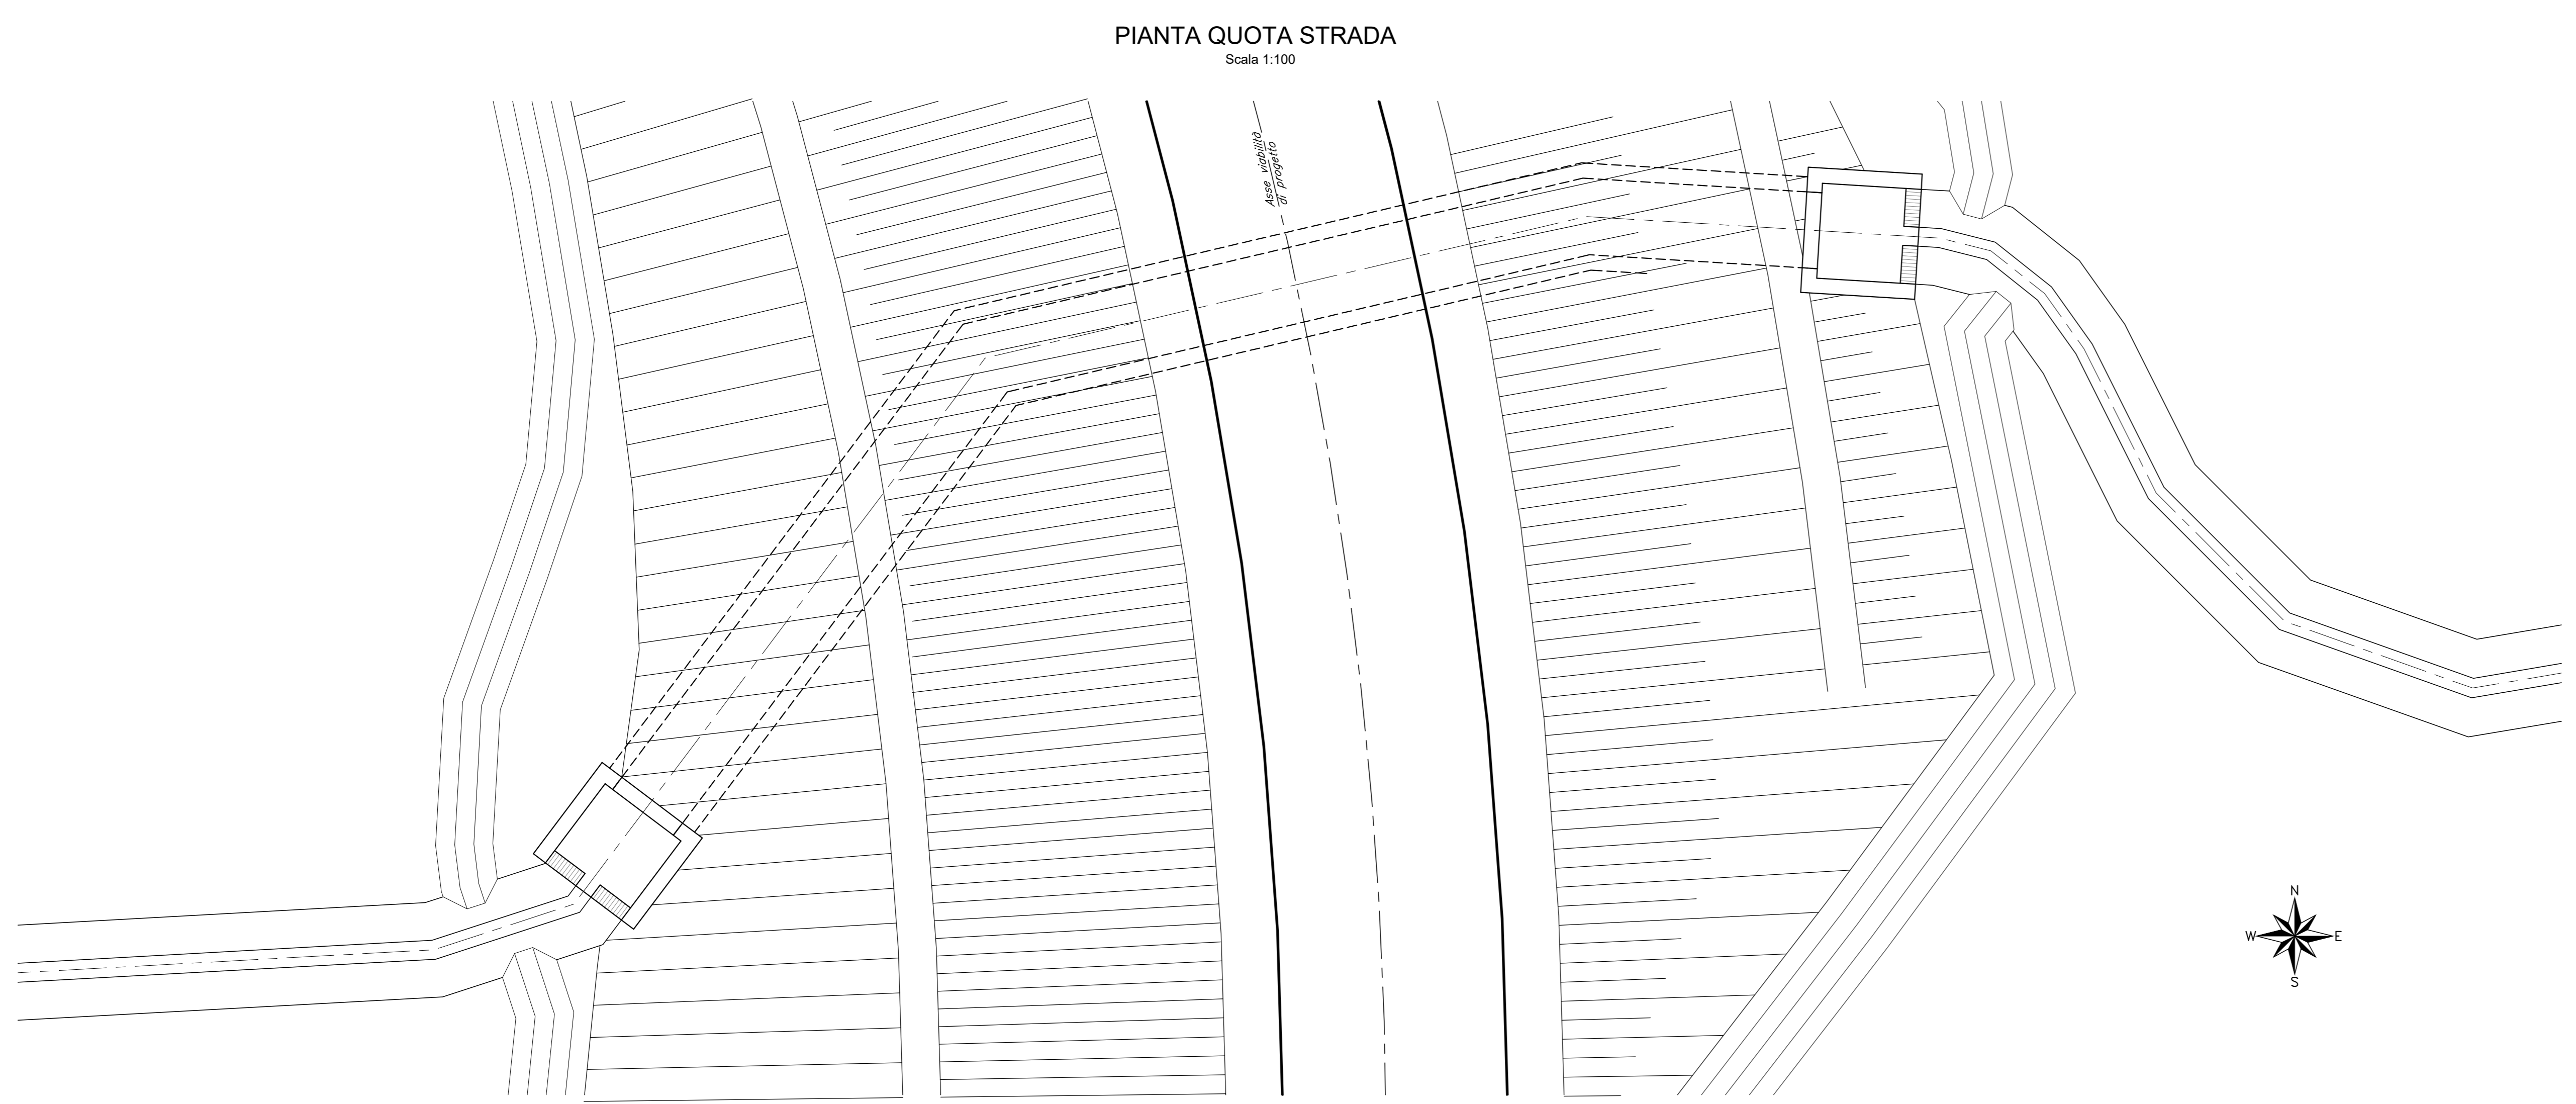 PIANTA QUOTA STRADA
Scala 1:100
Asse viabilità
di progetto
N
W E
S